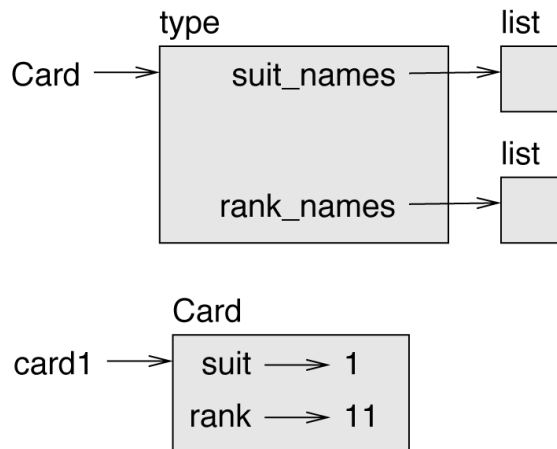 type
list
Card
suit_names
list
rank_names
Card
card1
suit
1
rank
11